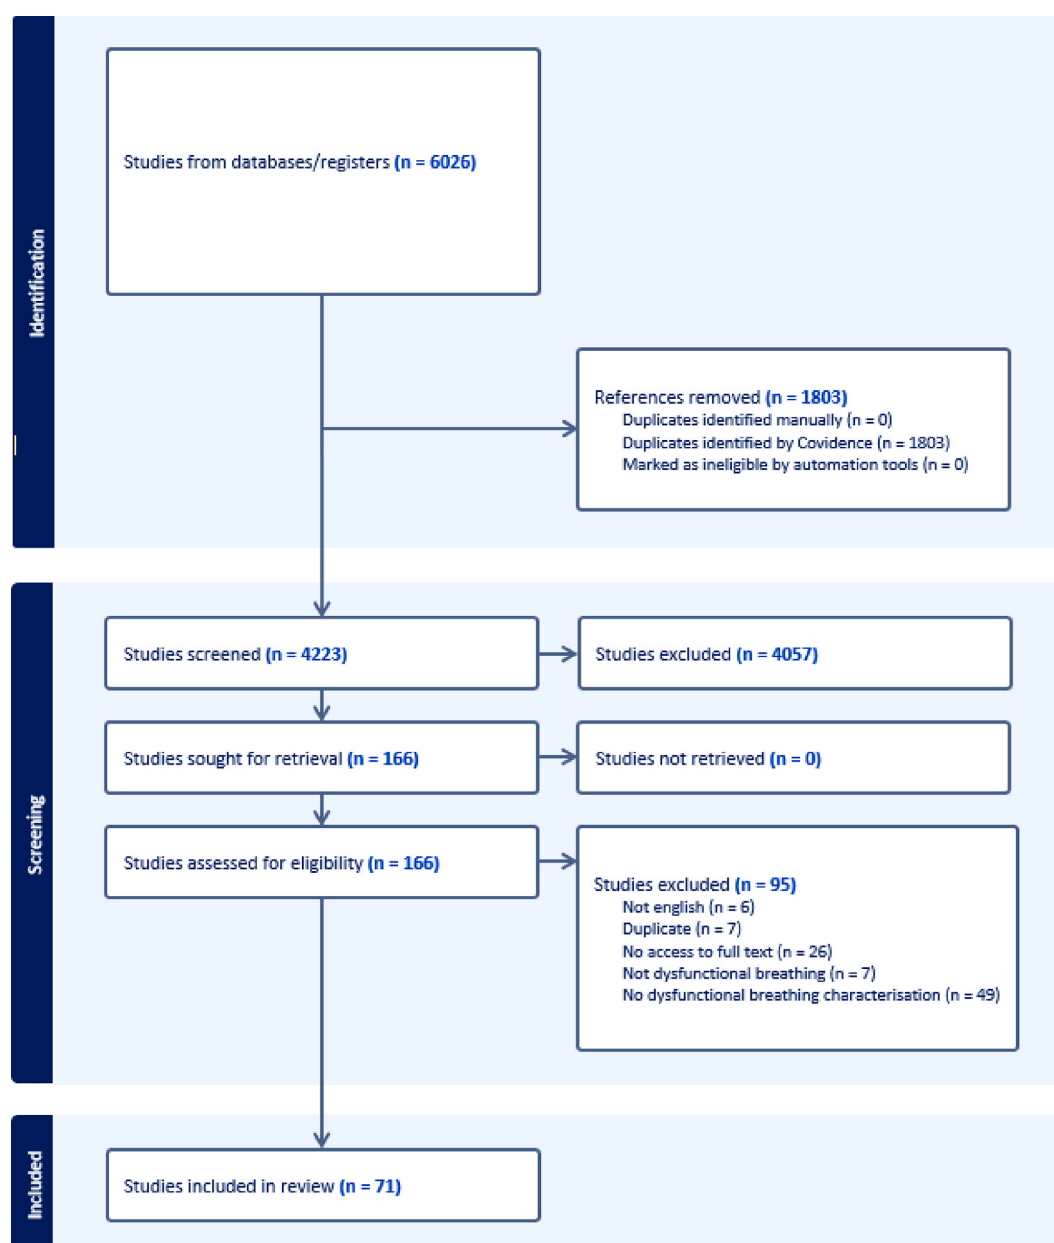 Identification
Studies from databases/registers (n = 6026)
References removed (n = 1803)
Duplicates identified manually (n = 0)
Duplicates identified by Covidence (n = 1803)
Marked as ineligible by automation tools (n = 0)
Screening
Studies screened (n = 4223)
Studies excluded (n = 4057)
Studies sought for retrieval (n = 166)
Studies not retrieved (n = 0)
Studies assessed for eligibility (n = 166)
Studies excluded (n = 95)
Not english (n = 6)
Duplicate (n = 7)
No access to full text (n = 26)
Not dysfunctional breathing (n = 7)
No dysfunctional breathing characterisation (n = 49)
Included
Studies included in review (n = 71)